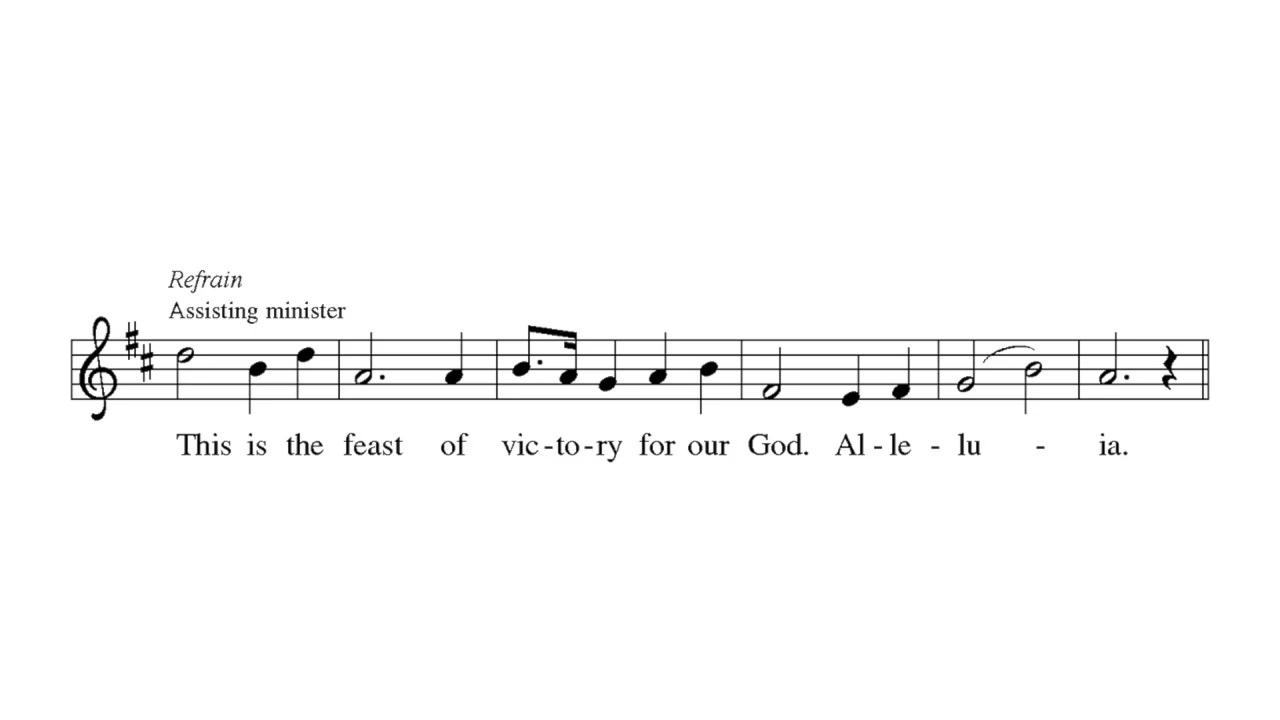 Refrain
Assisting minister
This is the feast of vic - to - ry for our God. Al - le - lu - ia.